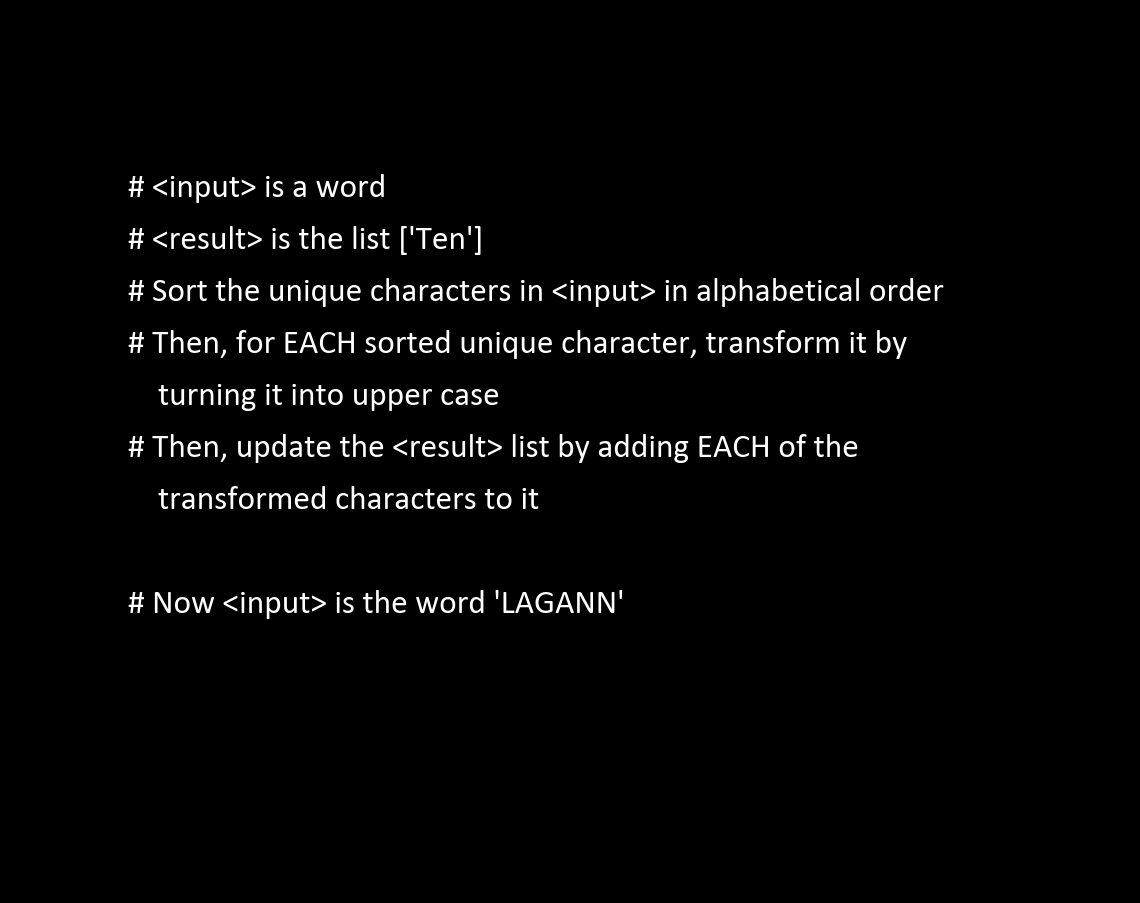 # <input> is a word
# <result> is the list ['Ten']
# Sort the unique characters in <input> in alphabetical order
# Then, for EACH sorted unique character, transform it by
turning it into upper case
# Then, update the <result> list by adding EACH of the
transformed characters to it
# Now <input> is the word 'LAGANN'